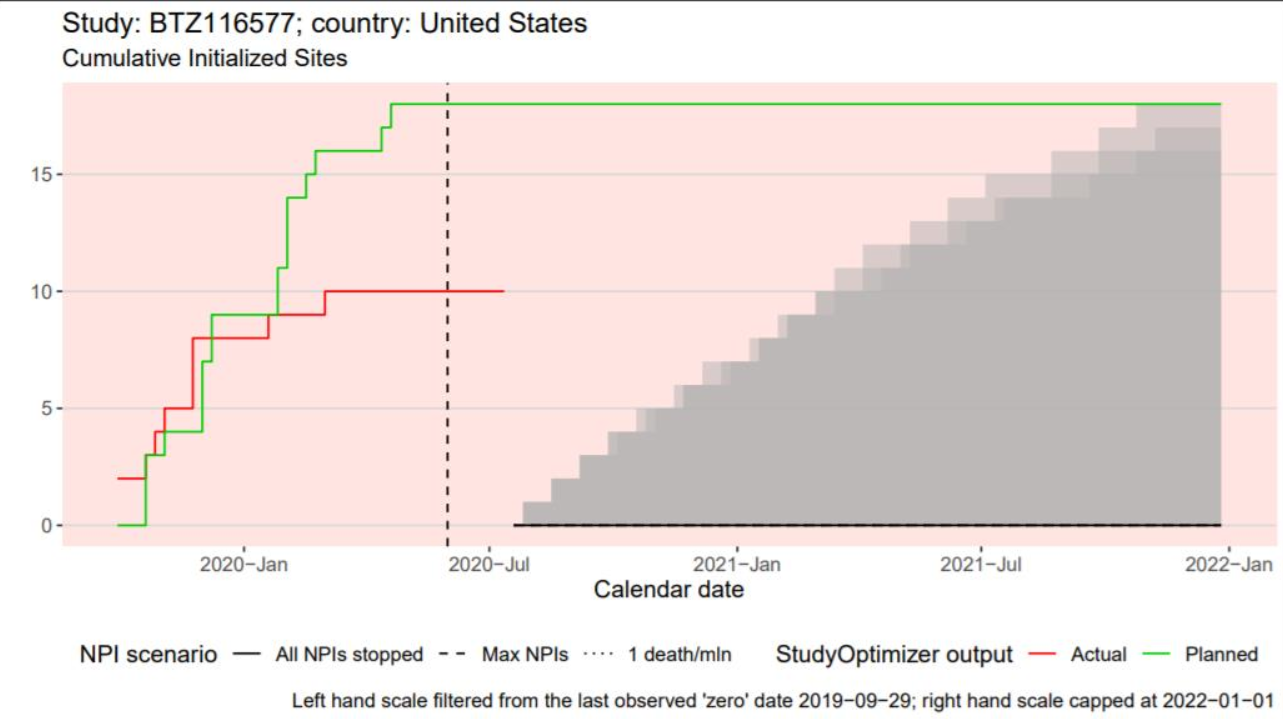 Study: BTZ116577; country: United States
Cumulative Initialized Sites
15
10
5
0
2020−Jan 2020−Jul 2021−Jan 2021−Jul 2022−Jan
Calendar date
NPI scenario All NPIs stopped Max NPIs 1 death/mln StudyOptimizer output Actual Planned
Left hand scale filtered from the last observed 'zero' date 2019−09−29; right hand scale capped at 2022−01−01